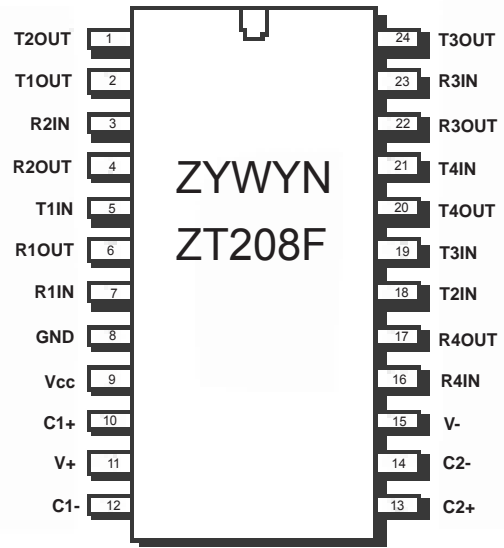 T2OUT 1 24 T3OUT
T1OUT 2 23 R3IN
R2IN 3 22 R3OUT
R2OUT 4 21 T4IN
T1IN 5 20 T4OUT
R1OUT 6 19 T3IN
R1IN 7 18 T2IN
GND 8 17 R4OUT
Vcc 9 16 R4IN
C1+ 10 15 V-
V+ 11 14 C2-
C1- 12 13 C2+
ZYWYN
ZT208F